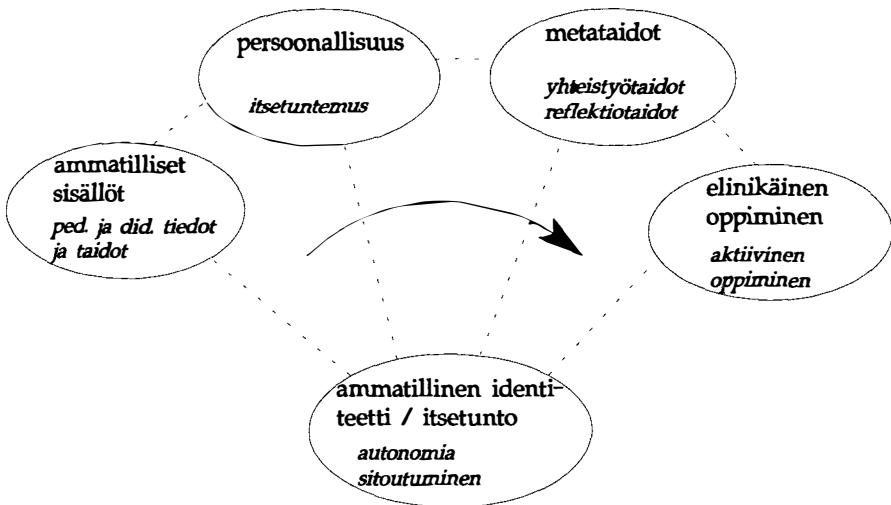 persoonallisuus
itsetuntemus
metataidot
yhteistyötaidot
reflektiotaidot
ammatilliset
sisällöt
ped. ja did. tiedot
ja taidot
elinikäinen
oppiminen
aktiivinen
oppiminen
ammatillinen identi-
teetti / itsetunto
autonomia
sitoutuminen